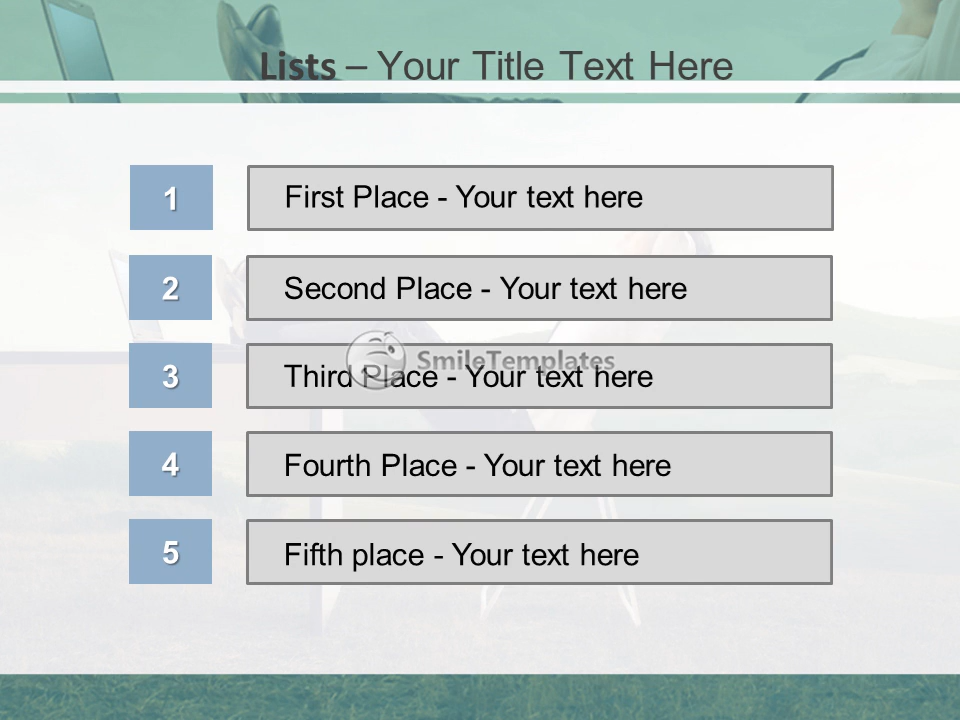 Lists – Your Title Text Here
1 First Place - Your text here
2 Second Place - Your text here
SmileTemplates
3 Third Place - Your text here
4 Fourth Place - Your text here
5 Fifth place - Your text here